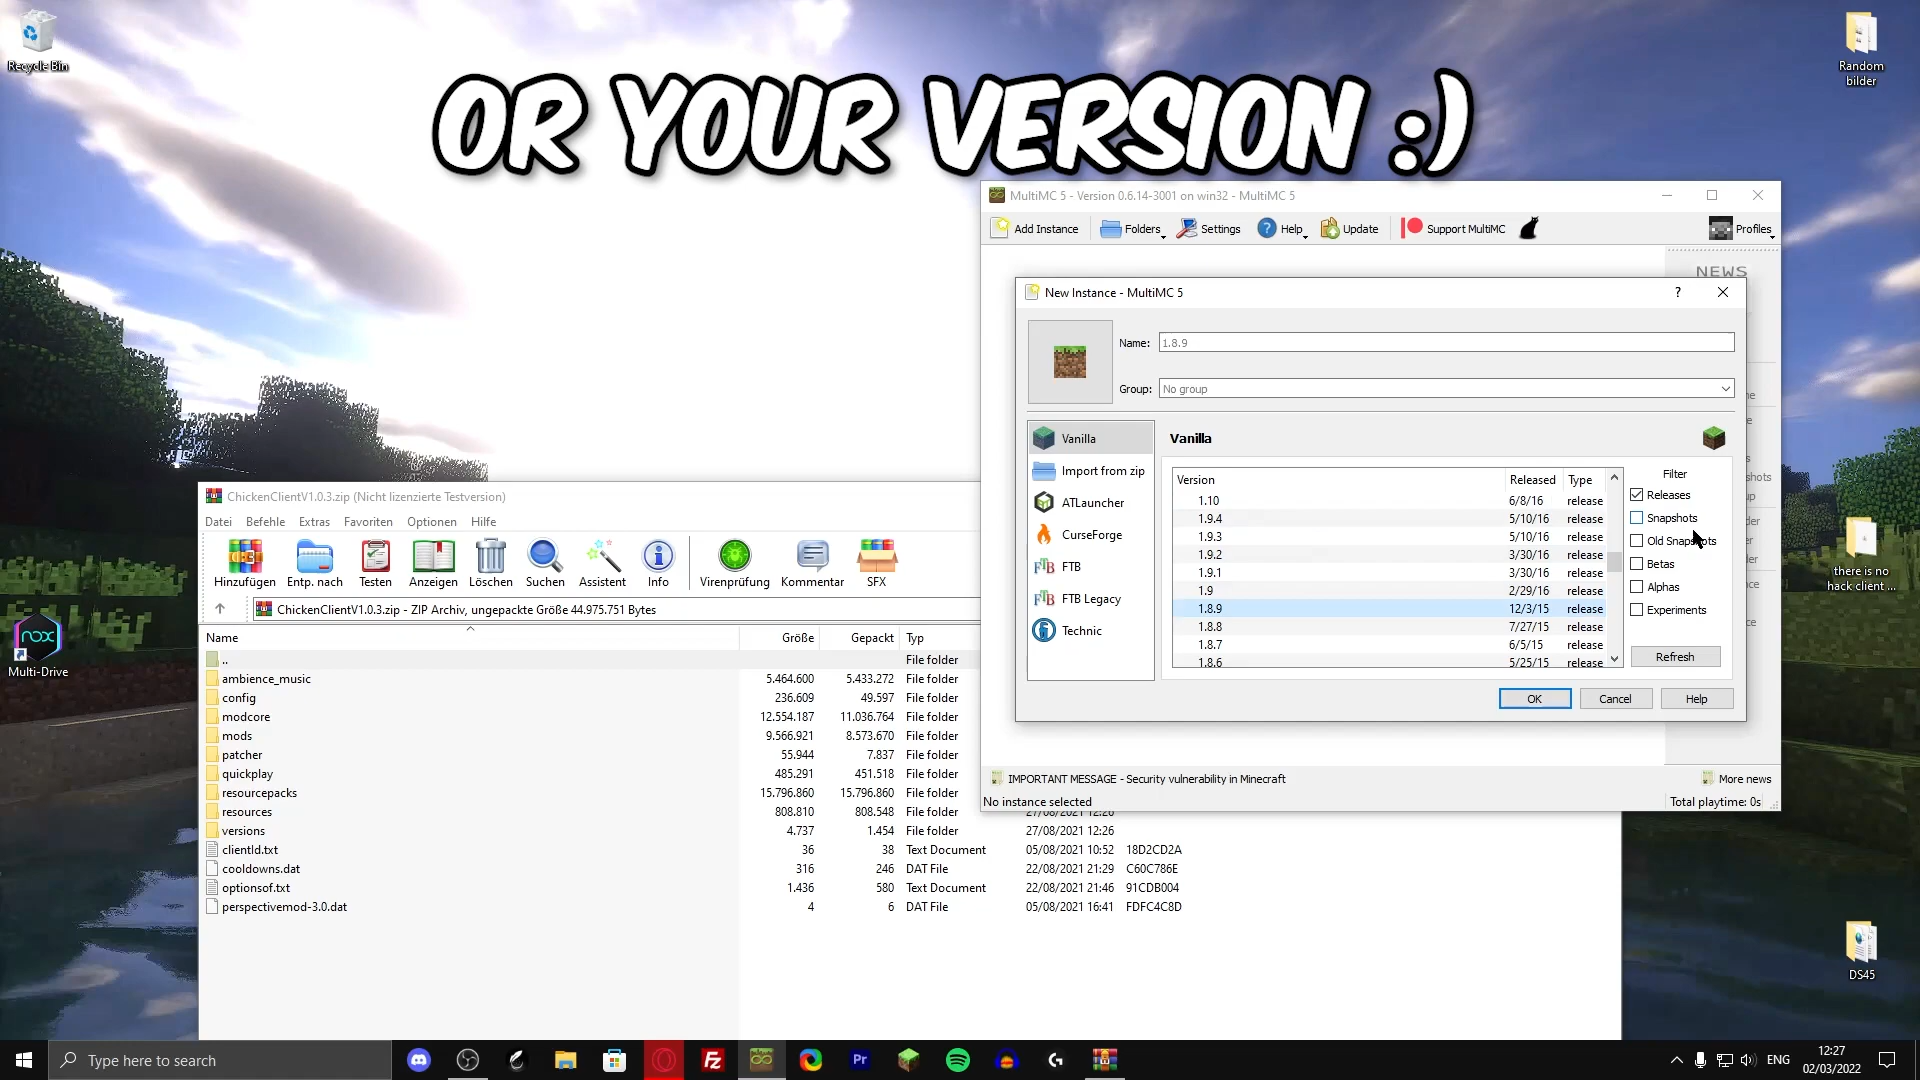 Recycle Bin
Random
bilder
OR YOUR VERSION :)
MultiMC 5 - Version 0.6.14-3001 on win32 - MultiMC 5
Add Instance
Folders
Settings
Help
Update
Support MultiMC
Profiles
NEWS
New Instance - MultiMC 5
?
Name:
1.8.9
Group:
No group
Vanilla
Import from zip
ATLauncher
CurseForge
FTB
FTB Legacy
Technic
Vanilla
Version Released Type
1.10 6/8/16 release
1.9.4 5/10/16 release
1.9.3 5/10/16 release
1.9.2 3/30/16 release
1.9.1 3/30/16 release
1.9 2/29/16 release
1.8.9 12/3/15 release
1.8.8 7/27/15 release
1.8.7 6/5/15 release
1.8.6 5/25/15 release
Filter
Releases
Snapshots
Old Snapshots
Betas
Alphas
Experiments
Refresh
OK
Cancel
Help
IMPORTANT MESSAGE - Security vulnerability in Minecraft
More news
No instance selected
Total playtime: 0s
ChickenClientV1.0.3.zip (Nicht lizenzierte Testversion)
Datei Befehle Extras Favoriten Optionen Hilfe
Hinzufügen Entp. nach Testen Anzeigen Löschen Suchen Assistent Info Virenprüfung Kommentar SFX
ChickenClientV1.0.3.zip - ZIP Archiv, ungepackte Größe 44.975.751 Bytes
Name Größe Gepackt Typ
.. File folder
ambience_music 5.464.600 5.433.272 File folder
config 236.609 49.597 File folder
modcore 12.554.187 11.036.764 File folder
mods 9.566.921 8.573.670 File folder
patcher 55.944 7.837 File folder
quickplay 485.291 451.518 File folder
resourcepacks 15.796.860 15.796.860 File folder
resources 808.810 808.548 File folder 27/08/2021 12:26
versions 4.737 1.454 File folder 27/08/2021 12:26
clientId.txt 36 38 Text Document 05/08/2021 10:52 18D2CD2A
cooldowns.dat 316 246 DAT File 22/08/2021 21:29 C60C786E
optionsof.txt 1.436 580 Text Document 22/08/2021 21:46 91CDB004
perspectivemod-3.0.dat 4 6 DAT File 05/08/2021 16:41 FDFC4C8D
nox
Multi-Drive
there is no
hack client ...
DS45
Type here to search
Fz
Pr
ENG
12:27
02/03/2022